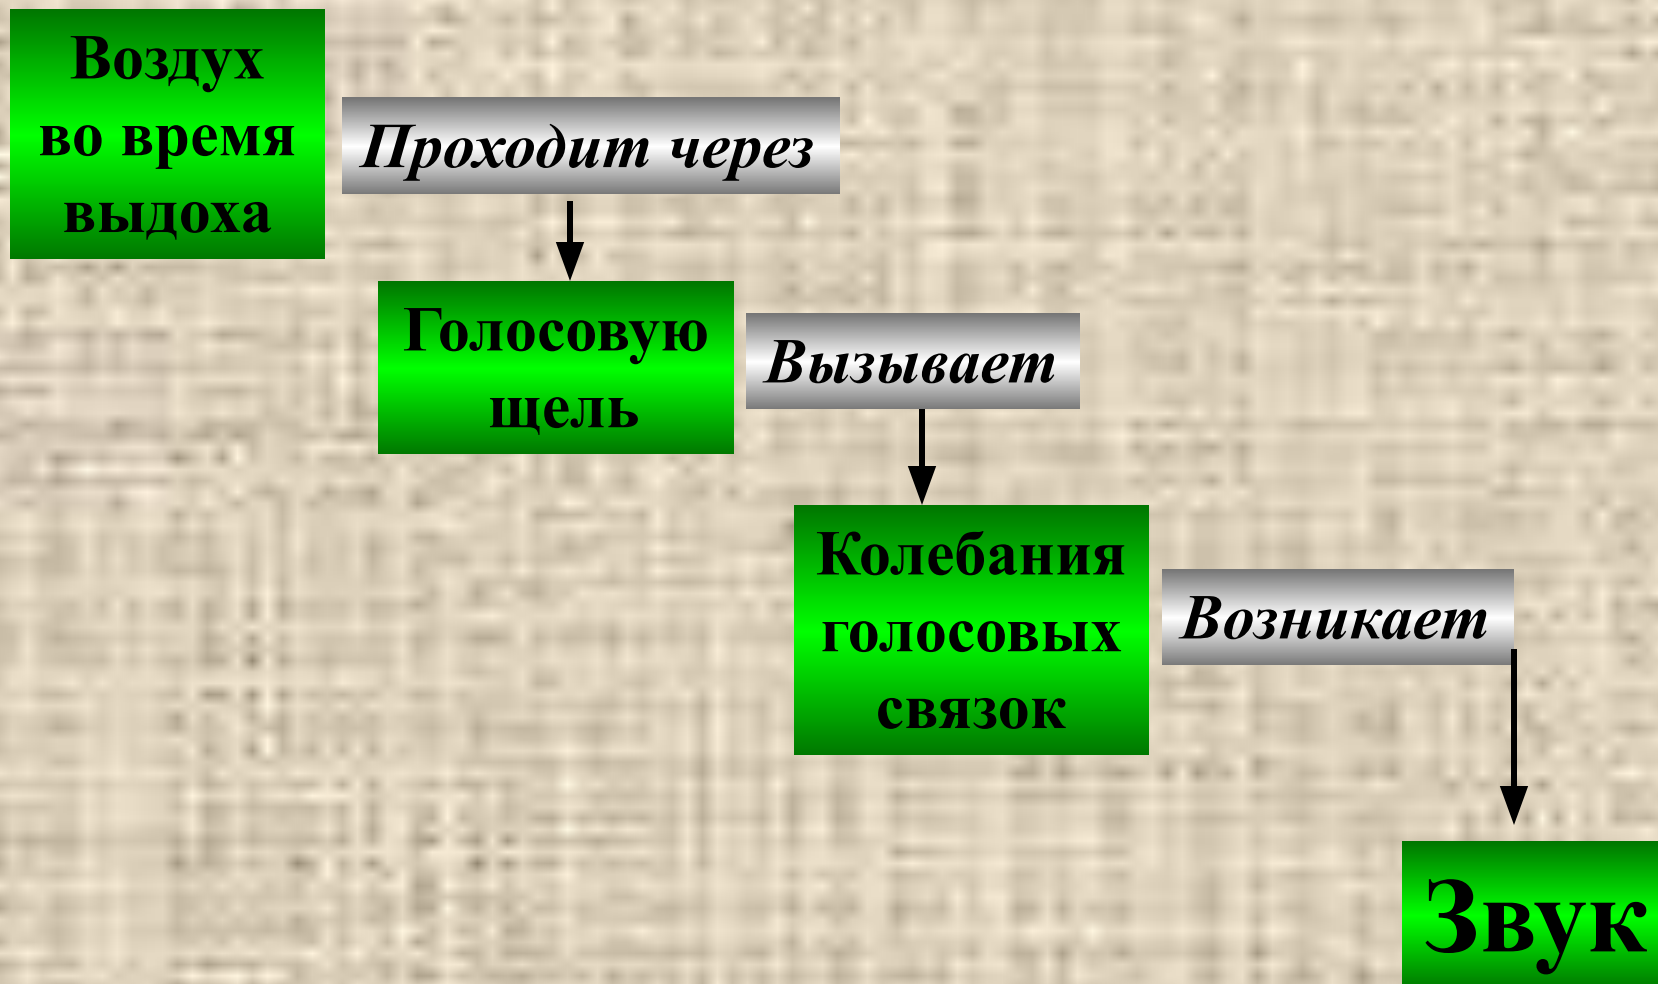 Воздух
во время
выдоха
Проходит через
Голосовую
щель
Вызывает
Колебания
голосовых
связок
Возникает
Звук